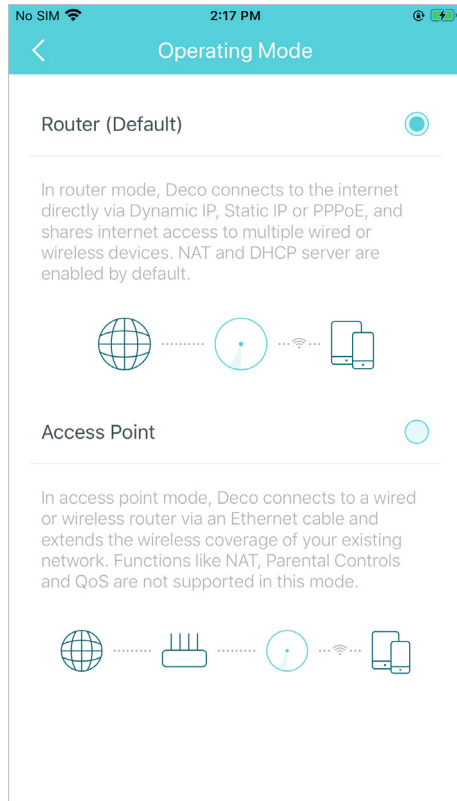 No SIM 2:17 PM
Operating Mode
Router (Default)
In router mode, Deco connects to the internet
directly via Dynamic IP, Static IP or PPPoE, and
shares internet access to multiple wired or
wireless devices. NAT and DHCP server are
enabled by default.
Access Point
In access point mode, Deco connects to a wired
or wireless router via an Ethernet cable and
extends the wireless coverage of your existing
network. Functions like NAT, Parental Controls
and QoS are not supported in this mode.